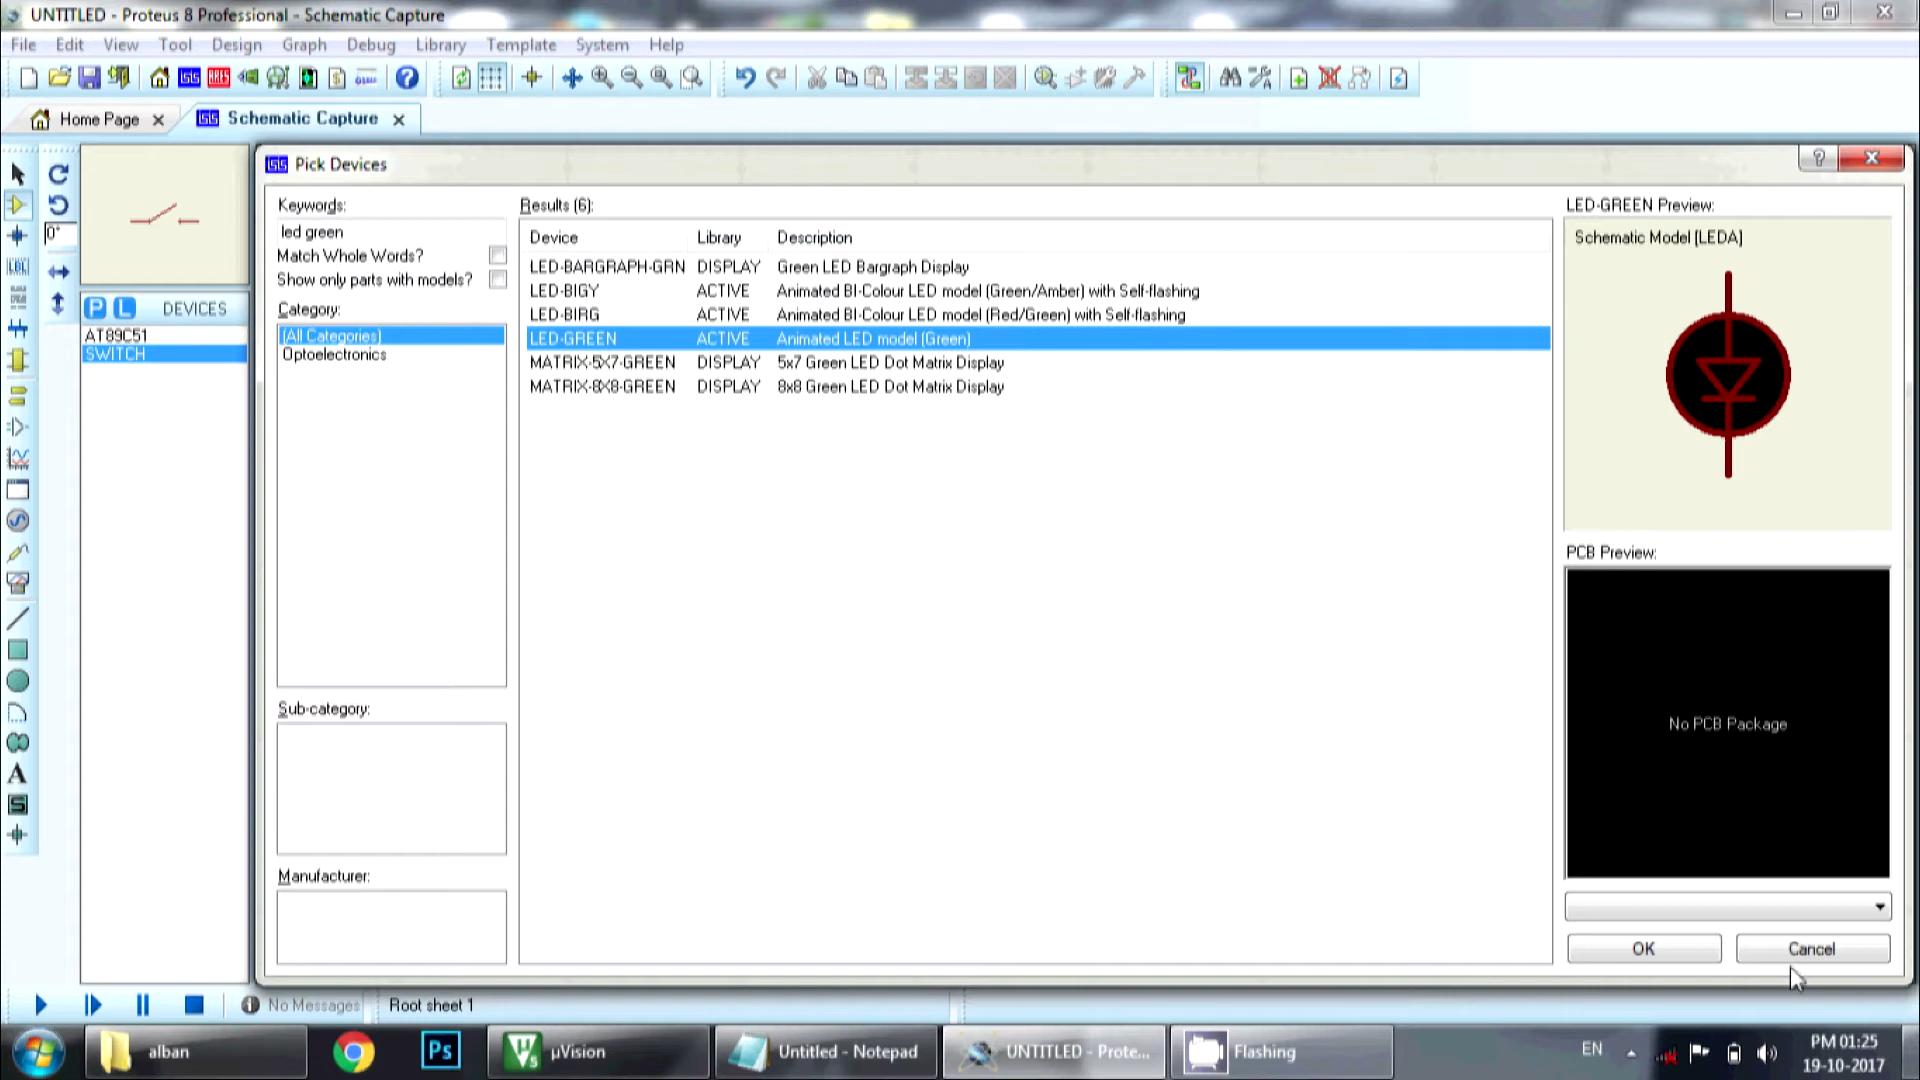 UNTITLED - Proteus 8 Professional - Schematic Capture
File Edit View Tool Design Graph Debug Library Template System Help
Home Page
Schematic Capture
Pick Devices
Keywords:
led green
Match Whole Words?
Show only parts with models?
Category:
(All Categories)
Optoelectronics
Sub-category:
Manufacturer:
Results (6):
Device Library Description
LED-BARGRAPH-GRN DISPLAY Green LED Bargraph Display
LED-BIGY ACTIVE Animated BI-Colour LED model (Green/Amber) with Self-flashing
LED-BIRG ACTIVE Animated BI-Colour LED model (Red/Green) with Self-flashing
LED-GREEN ACTIVE Animated LED model (Green)
MATRIX-5X7-GREEN DISPLAY 5x7 Green LED Dot Matrix Display
MATRIX-8X8-GREEN DISPLAY 8x8 Green LED Dot Matrix Display
LED-GREEN Preview:
Schematic Model [LEDA]
PCB Preview:
No PCB Package
OK Cancel
0°
P L DEVICES
AT89C51
SWITCH
LBL
A
S
No Messages
Root sheet 1
alban
Ps
µVision
Untitled - Notepad
UNTITLED - Prote...
Flashing
EN
PM 01:25
19-10-2017